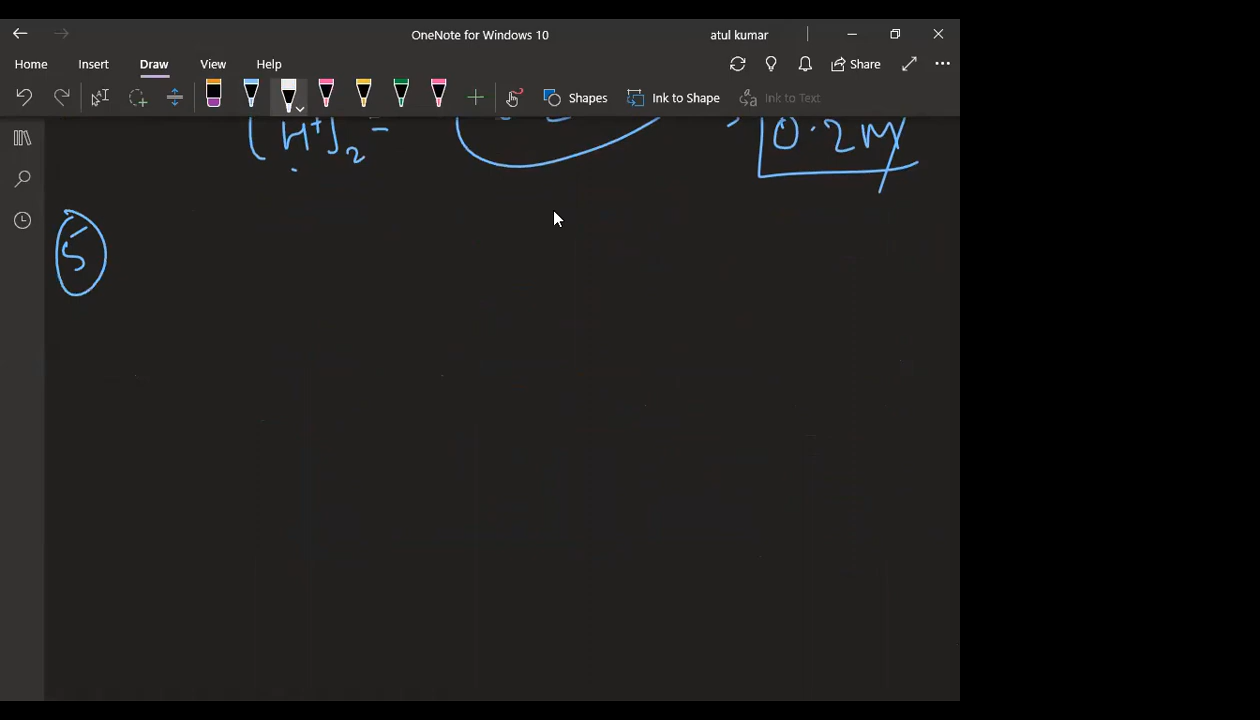 OneNote for Windows 10
atul kumar
Home Insert Draw View Help
Share
Shapes Ink to Shape Ink to Text
[H+]2 = 0.2M
5